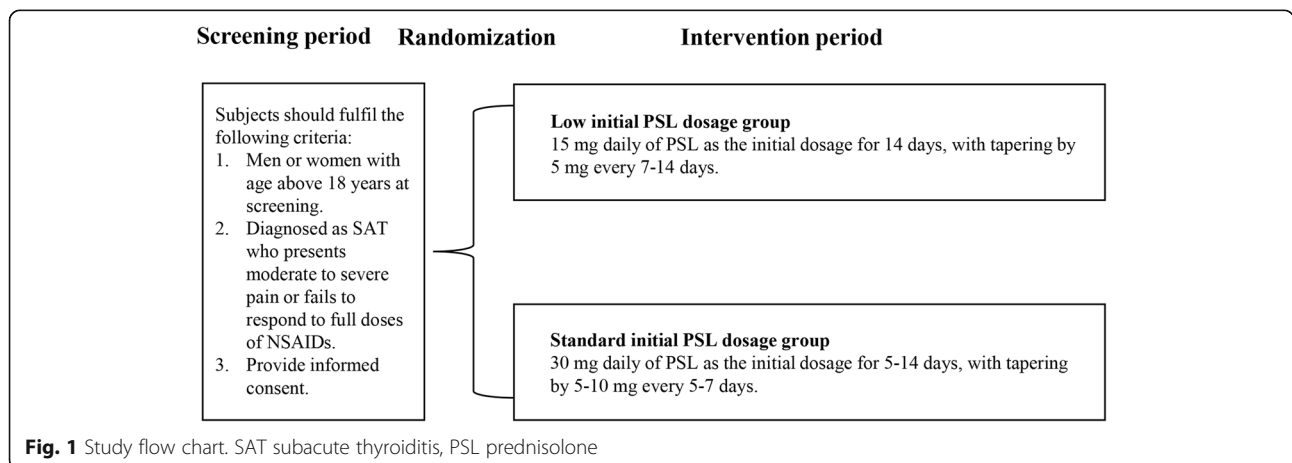 Screening period Randomization Intervention period
Subjects should fulfil the
following criteria:
1. Men or women with
age above 18 years at
screening.
2. Diagnosed as SAT
who presents
moderate to severe
pain or fails to
respond to full doses
of NSAIDs.
3. Provide informed
consent.
Low initial PSL dosage group
15 mg daily of PSL as the initial dosage for 14 days, with tapering by
5 mg every 7-14 days.
Standard initial PSL dosage group
30 mg daily of PSL as the initial dosage for 5-14 days, with tapering
by 5-10 mg every 5-7 days.
Fig. 1 Study flow chart. SAT subacute thyroiditis, PSL prednisolone